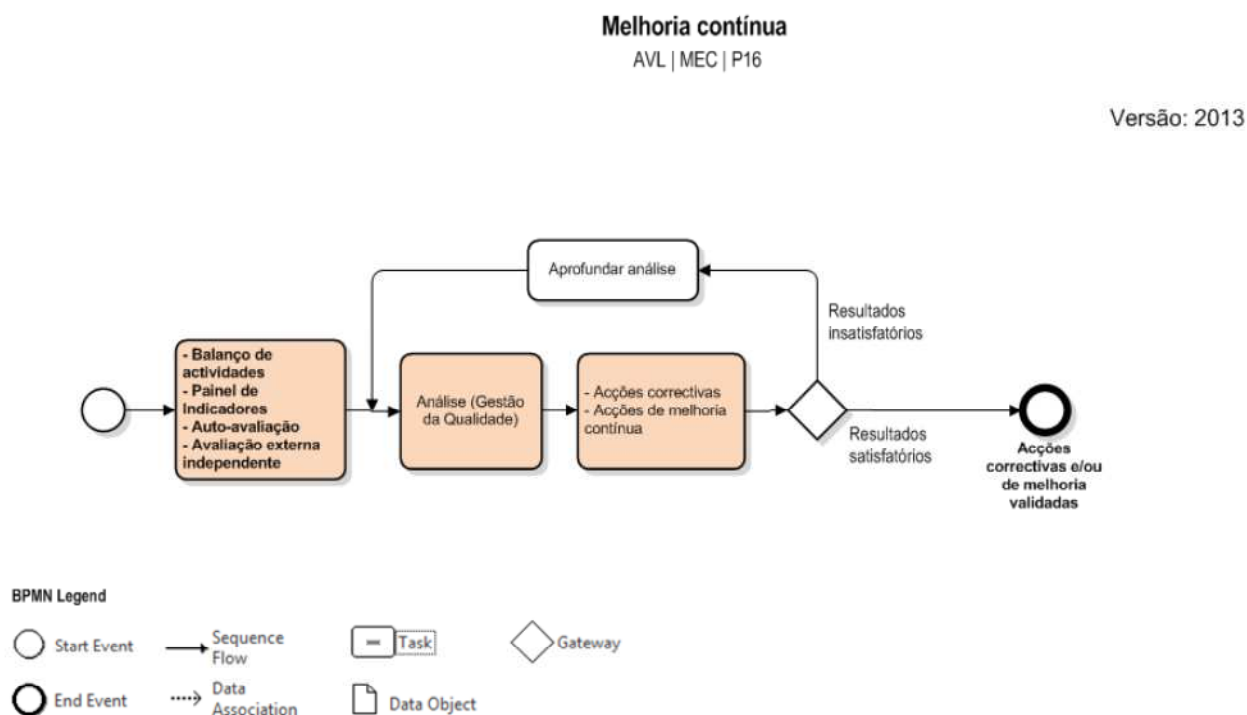 Melhoria contínua
AVL | MEC | P16
Versão: 2013
Aprofundar análise
Resultados
insatisfatórios
- Balanço de
actividades
- Painel de
Indicadores
- Auto-avaliação
- Avaliação externa
independente
Análise (Gestão
da Qualidade)
- Acções correctivas
- Acções de melhoria
contínua
Resultados
satisfatórios
Acções
correctivas e/ou
de melhoria
validadas
BPMN Legend
Start Event
Sequence
Flow
Task
Gateway
End Event
Data
Association
Data Object